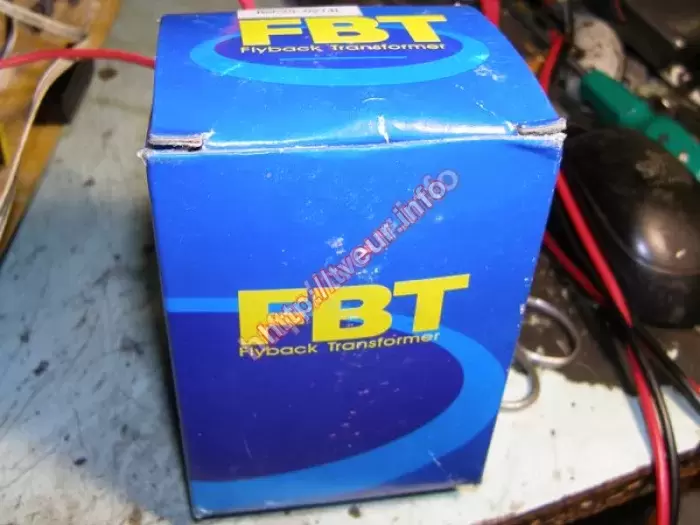 FBT
Flyback Transformer
http://tveur.info
FBT
Flyback Transformer